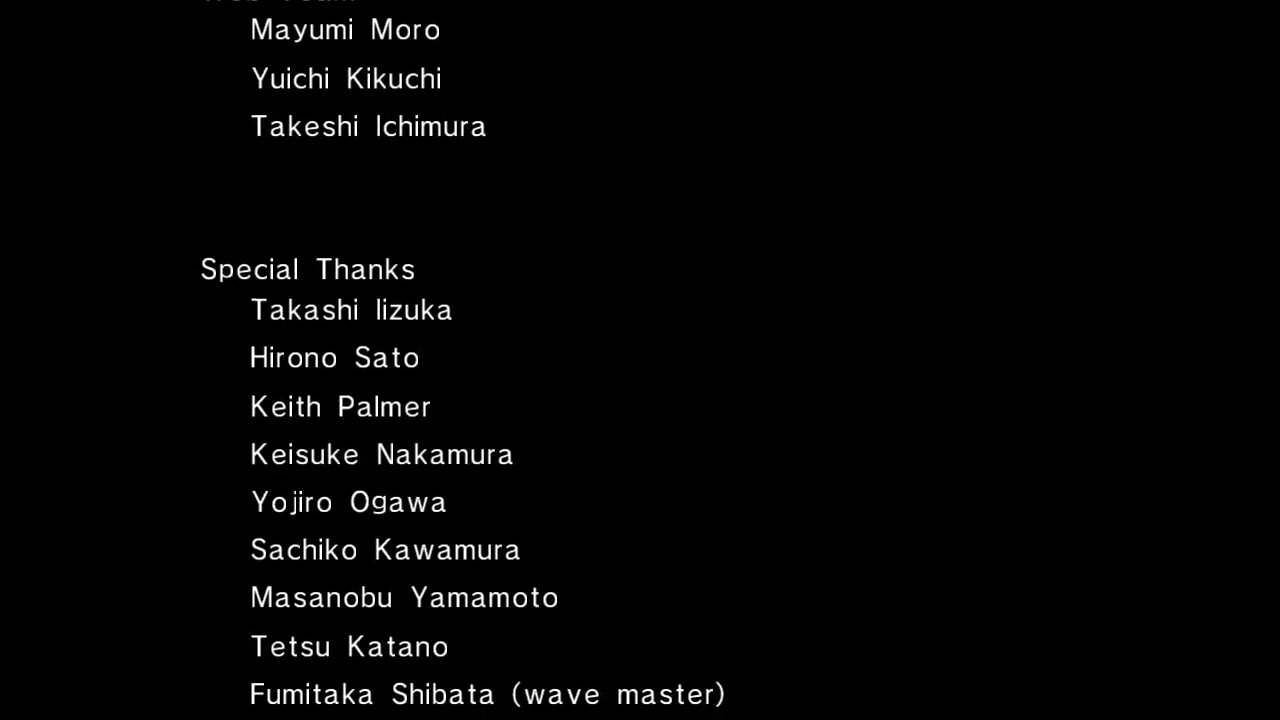 Mayumi Moro
Yuichi Kikuchi
Takeshi Ichimura
Special Thanks
Takashi Iizuka
Hirono Sato
Keith Palmer
Keisuke Nakamura
Yojiro Ogawa
Sachiko Kawamura
Masanobu Yamamoto
Tetsu Katano
Fumitaka Shibata (wave master)